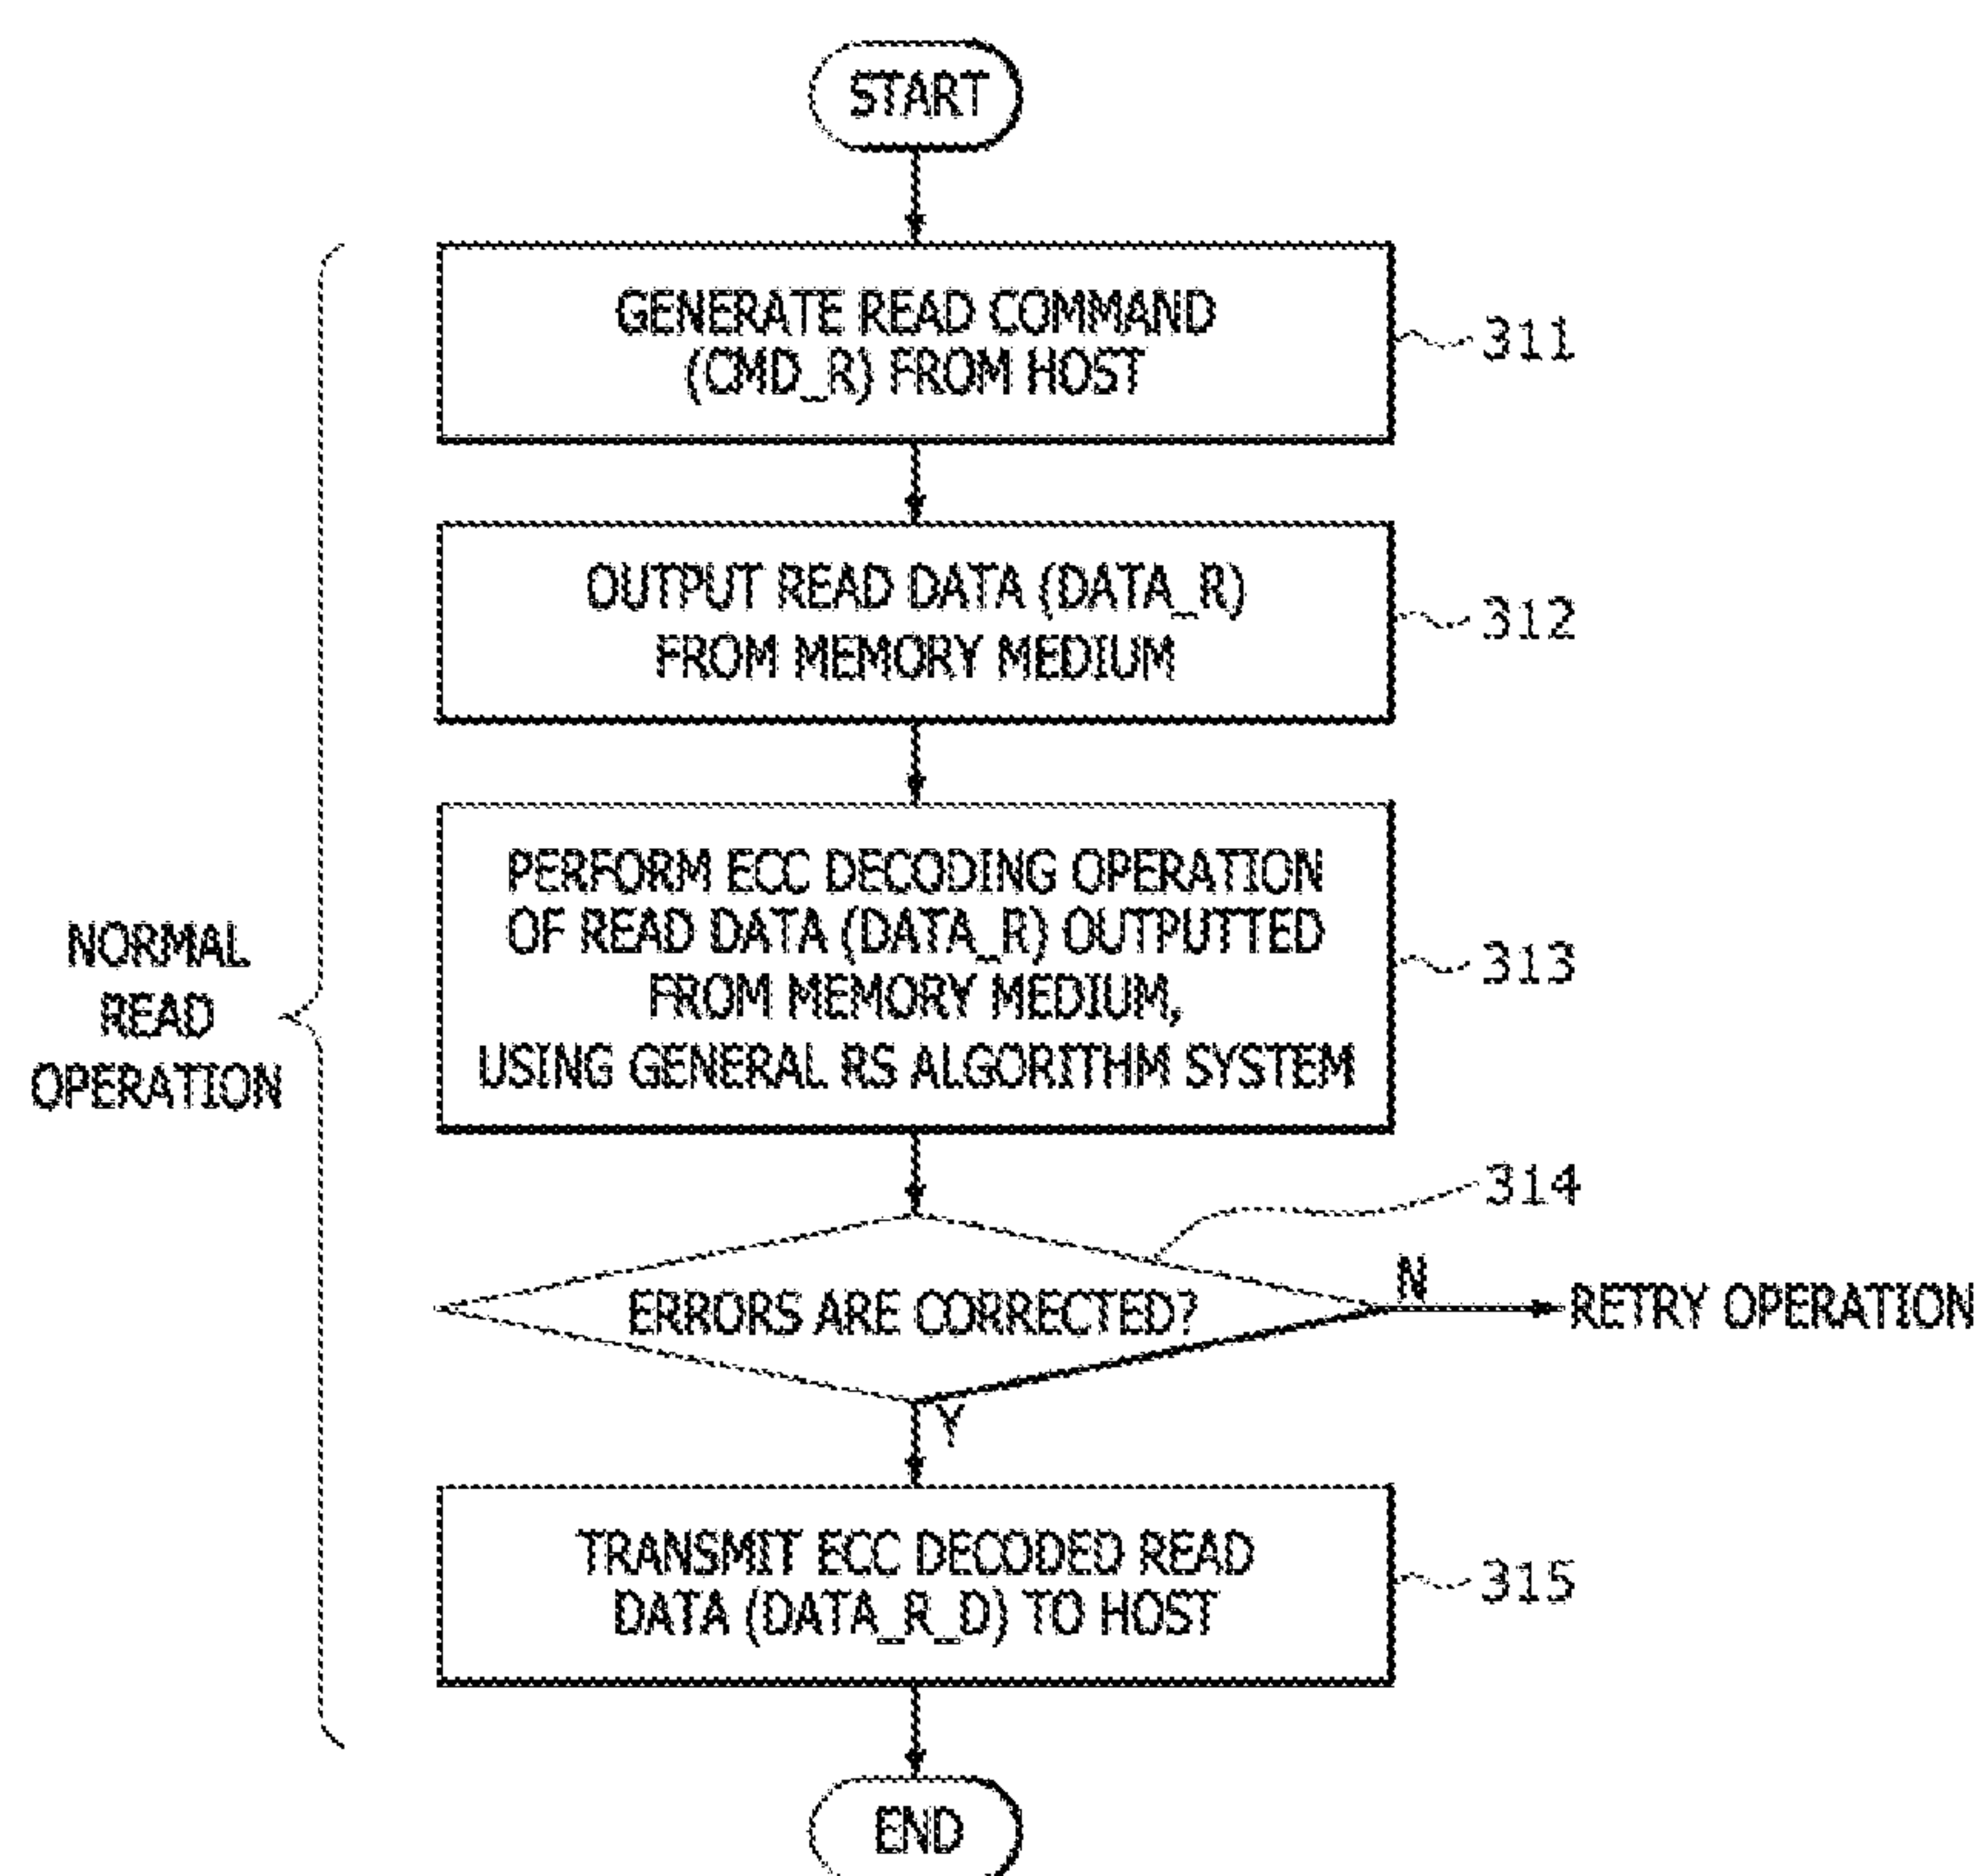 START
GENERATE READ COMMAND
(CMD_R) FROM HOST
311
OUTPUT READ DATA (DATA_R)
FROM MEMORY MEDIUM
312
PERFORM ECC DECODING OPERATION
OF READ DATA (DATA_R) OUTPUTTED
FROM MEMORY MEDIUM,
USING GENERAL RS ALGORITHM SYSTEM
313
NORMAL
READ
OPERATION
314
ERRORS ARE CORRECTED?
N
RETRY OPERATION
Y
TRANSMIT ECC DECODED READ
DATA (DATA_R_D) TO HOST
315
END